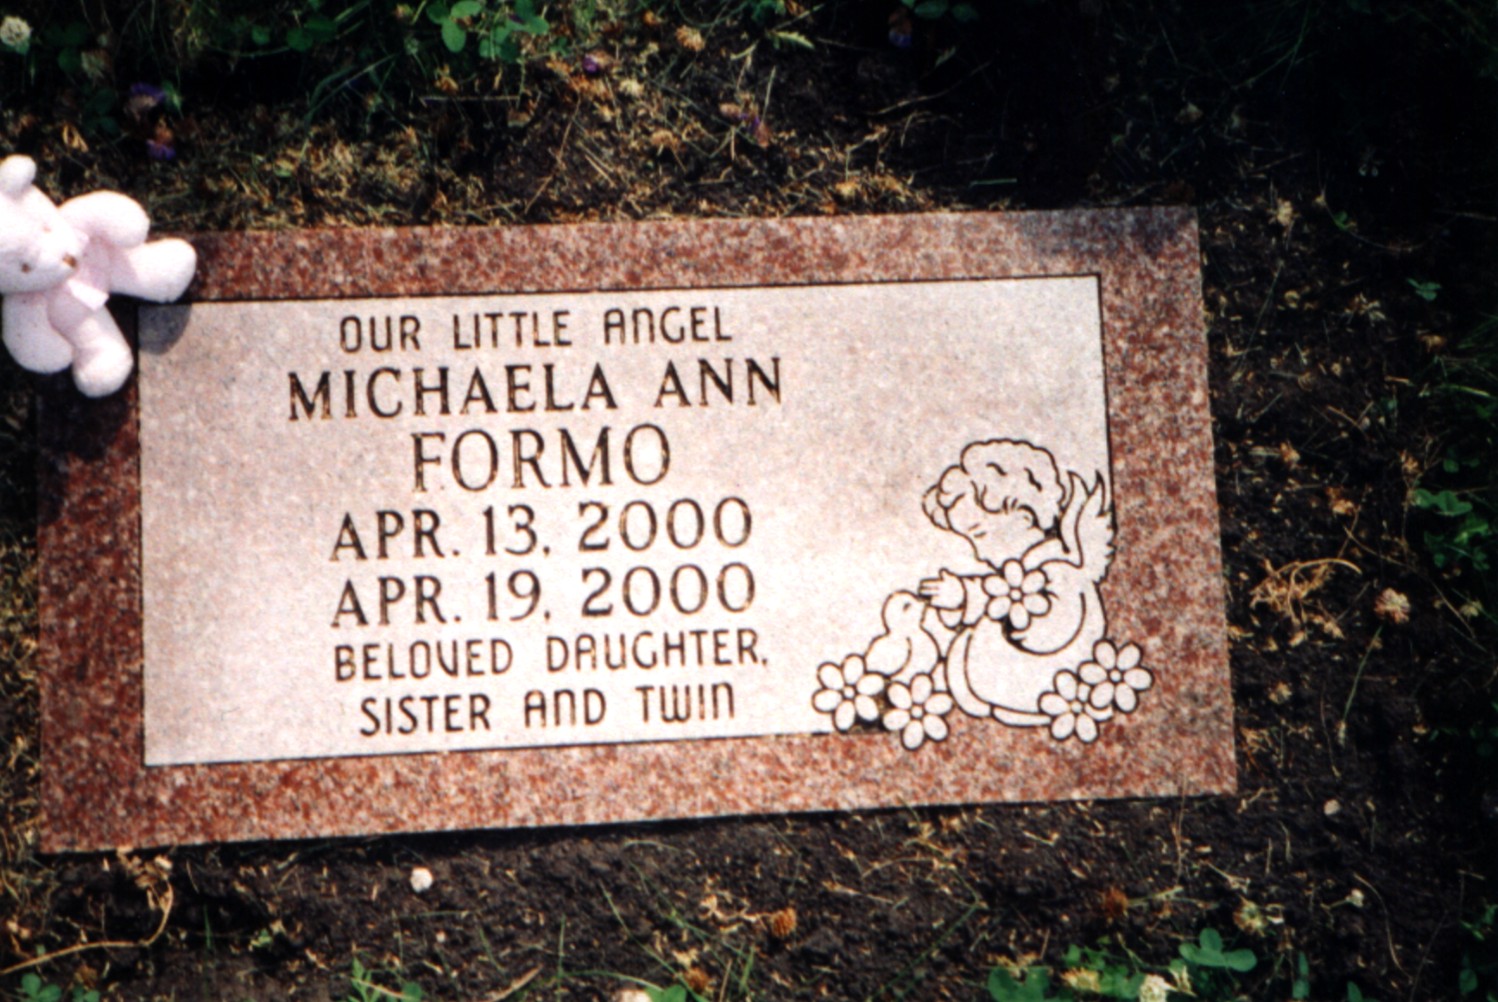 OUR LITTLE ANGEL
MICHAELA ANN
FORMO
APR. 13, 2000
APR. 19, 2000
BELOVED DAUGHTER,
SISTER AND TWIN